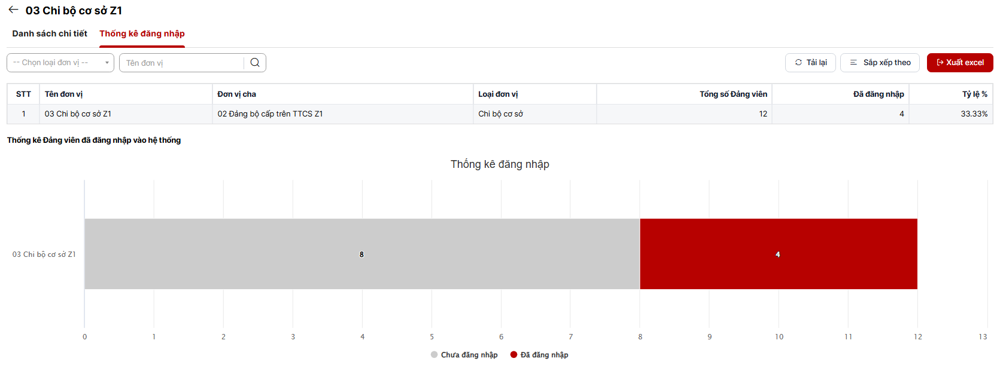 03 Chi bộ cơ sở Z1
Danh sách chi tiết Thống kê đăng nhập
-- Chọn loại đơn vị -- Tên đơn vị Tải lại Sắp xếp theo Xuất excel
STT Tên đơn vị Đơn vị cha Loại đơn vị Tổng số Đảng viên Đã đăng nhập Tỷ lệ %
1 03 Chi bộ cơ sở Z1 02 Đảng bộ cấp trên TTCS Z1 Chi bộ cơ sở 12 4 33.33%
Thống kê Đảng viên đã đăng nhập vào hệ thống
Thống kê đăng nhập
03 Chi bộ cơ sở Z1 8 4
0 1 2 3 4 5 6 7 8 9 10 11 12 13
Chưa đăng nhập Đã đăng nhập